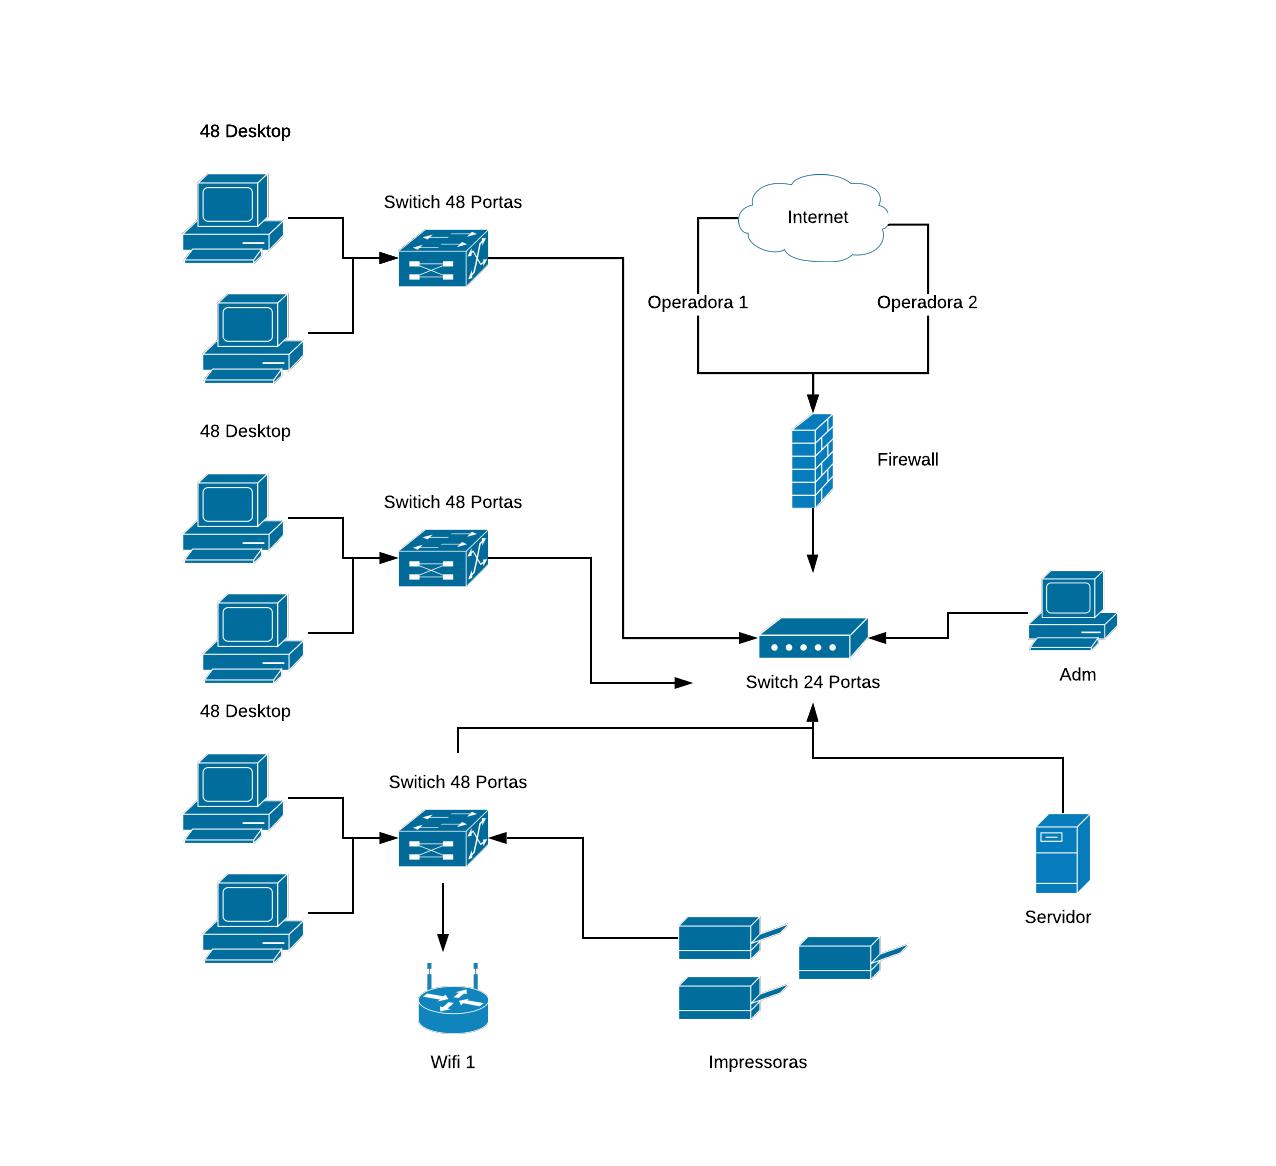 48 Desktop
Switich 48 Portas
Internet
Operadora 1
Operadora 2
48 Desktop
Firewall
Switich 48 Portas
Adm
Switch 24 Portas
48 Desktop
Switich 48 Portas
Servidor
Wifi 1
Impressoras